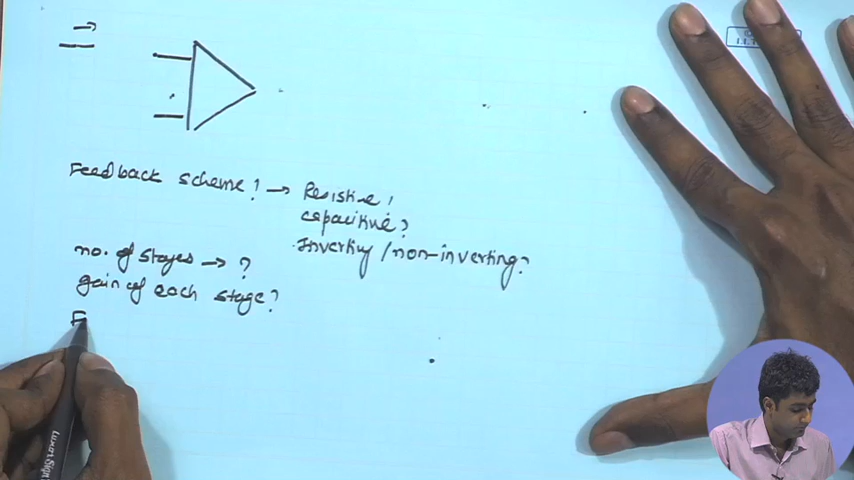 Feedback scheme? → Resistive,
capacitive?
Inverting / non-inverting?
no. of stages → ?
gain of each stage?
F